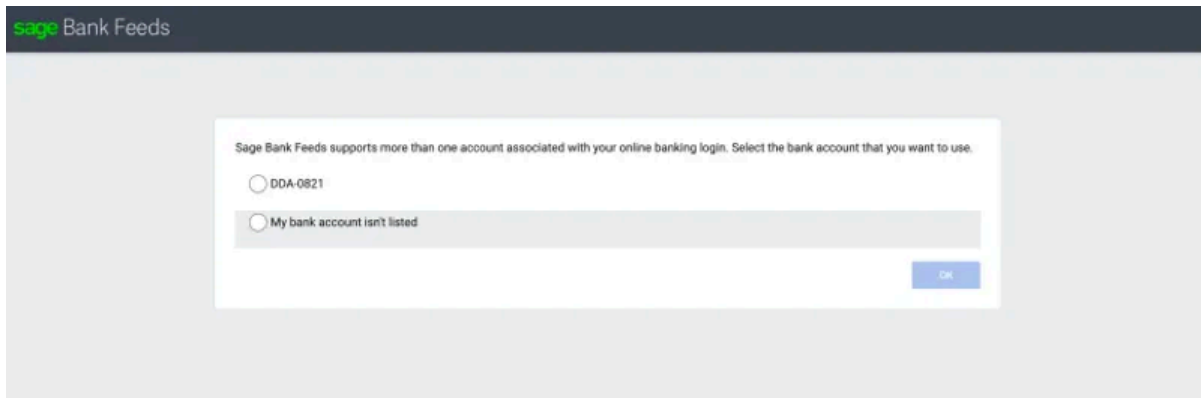 sage Bank Feeds
Sage Bank Feeds supports more than one account associated with your online banking login. Select the bank account that you want to use.
DDA-0821
My bank account isn't listed
OK